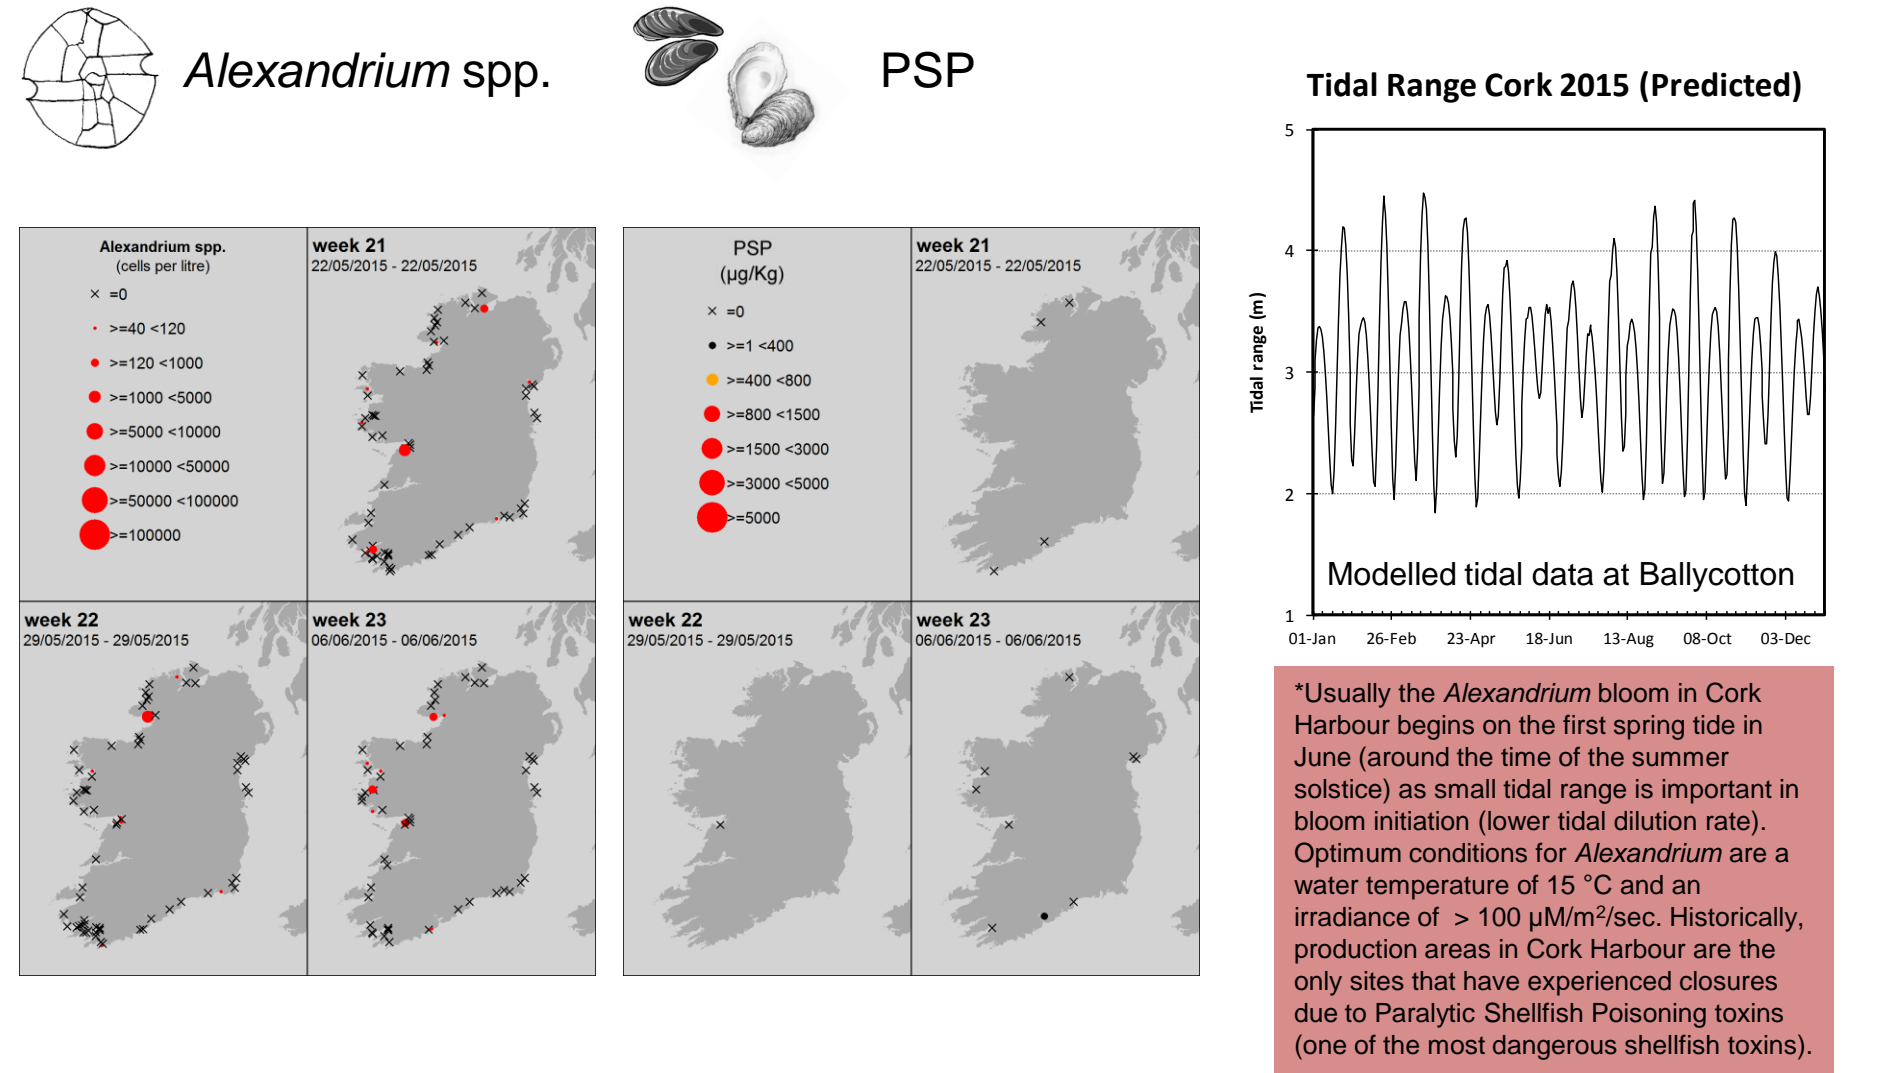 Alexandrium spp.
PSP
Tidal Range Cork 2015 (Predicted)
Alexandrium spp.
(cells per litre)
=0
>=40 <120
>=120 <1000
>=1000 <5000
>=5000 <10000
>=10000 <50000
>=50000 <100000
>=100000
week 21
22/05/2015 - 22/05/2015
week 22
29/05/2015 - 29/05/2015
week 23
06/06/2015 - 06/06/2015
PSP
(µg/Kg)
=0
>=1 <400
>=400 <800
>=800 <1500
>=1500 <3000
>=3000 <5000
>=5000
week 21
22/05/2015 - 22/05/2015
week 22
29/05/2015 - 29/05/2015
week 23
06/06/2015 - 06/06/2015
Tidal range (m)
5
4
3
2
1
Modelled tidal data at Ballycotton
01-Jan 26-Feb 23-Apr 18-Jun 13-Aug 08-Oct 03-Dec
*Usually the Alexandrium bloom in Cork
Harbour begins on the first spring tide in
June (around the time of the summer
solstice) as small tidal range is important in
bloom initiation (lower tidal dilution rate).
Optimum conditions for Alexandrium are a
water temperature of 15 °C and an
irradiance of > 100 µM/m²/sec. Historically,
production areas in Cork Harbour are the
only sites that have experienced closures
due to Paralytic Shellfish Poisoning toxins
(one of the most dangerous shellfish toxins).